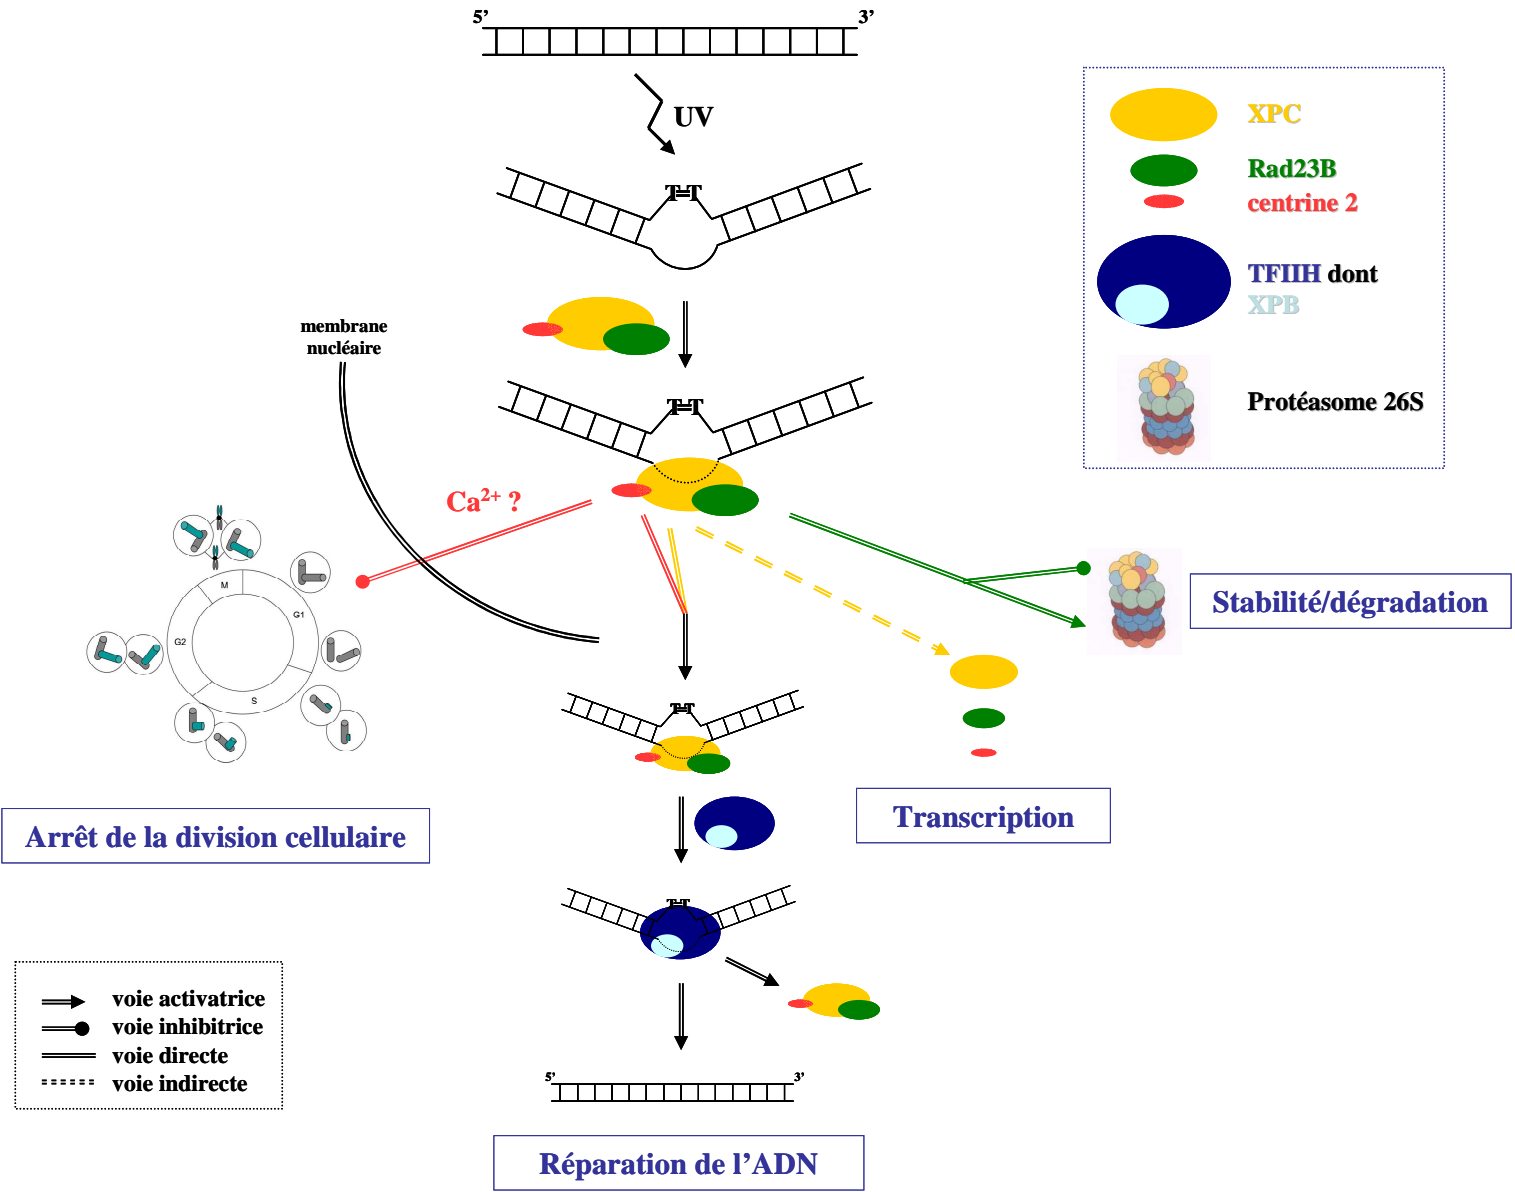 5’ 3’
UV
T=T
XPC
Rad23B
centrine 2
TFIIH dont
XPB
Protéasome 26S
membrane
nucléaire
T=T
Ca²⁺ ?
M
G1
G2
S
Stabilité/dégradation
T=T
Arrêt de la division cellulaire
Transcription
T=T
voie activatrice
voie inhibitrice
voie directe
voie indirecte
5’ 3’
Réparation de l’ADN